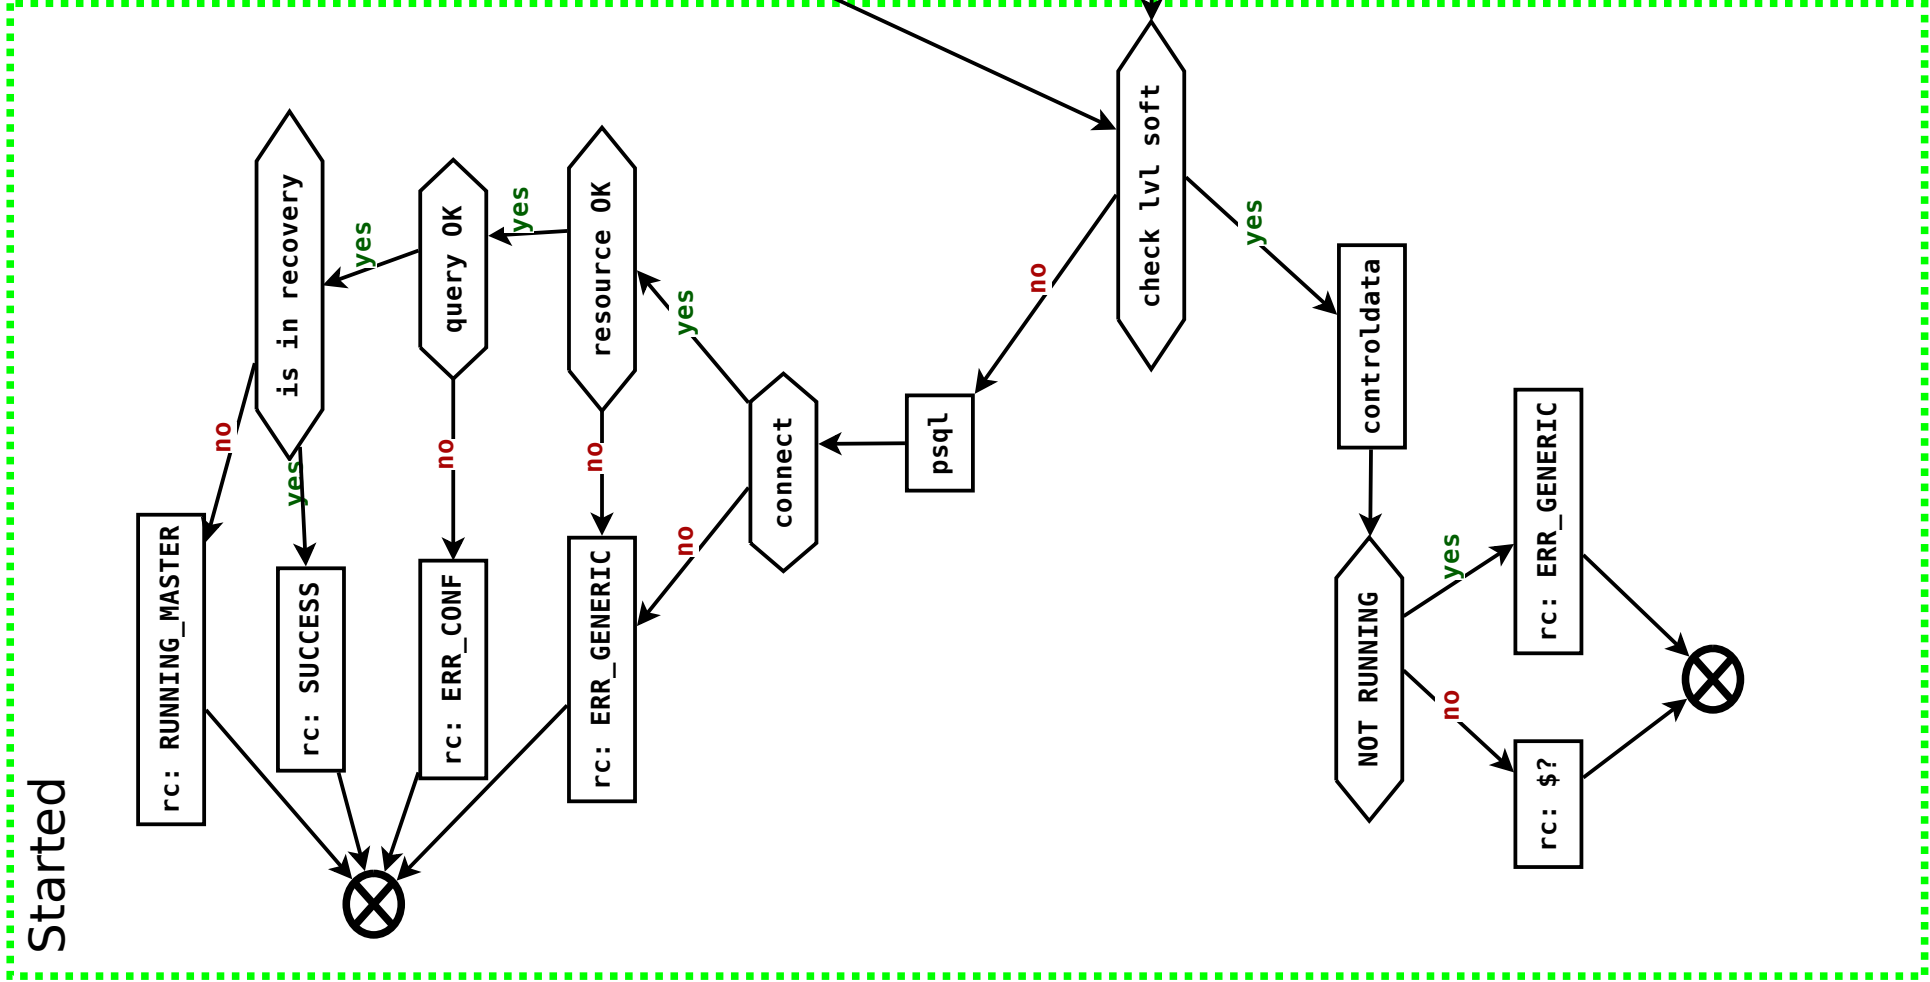 Started
check lvl soft
yes
no
controldata
psql
connect
yes
no
resource OK
yes
no
query OK
yes
no
is in recovery
no
yes
rc: RUNNING_MASTER
rc: SUCCESS
rc: ERR_CONF
rc: ERR_GENERIC
NOT RUNNING
yes
no
rc: ERR_GENERIC
rc: $?